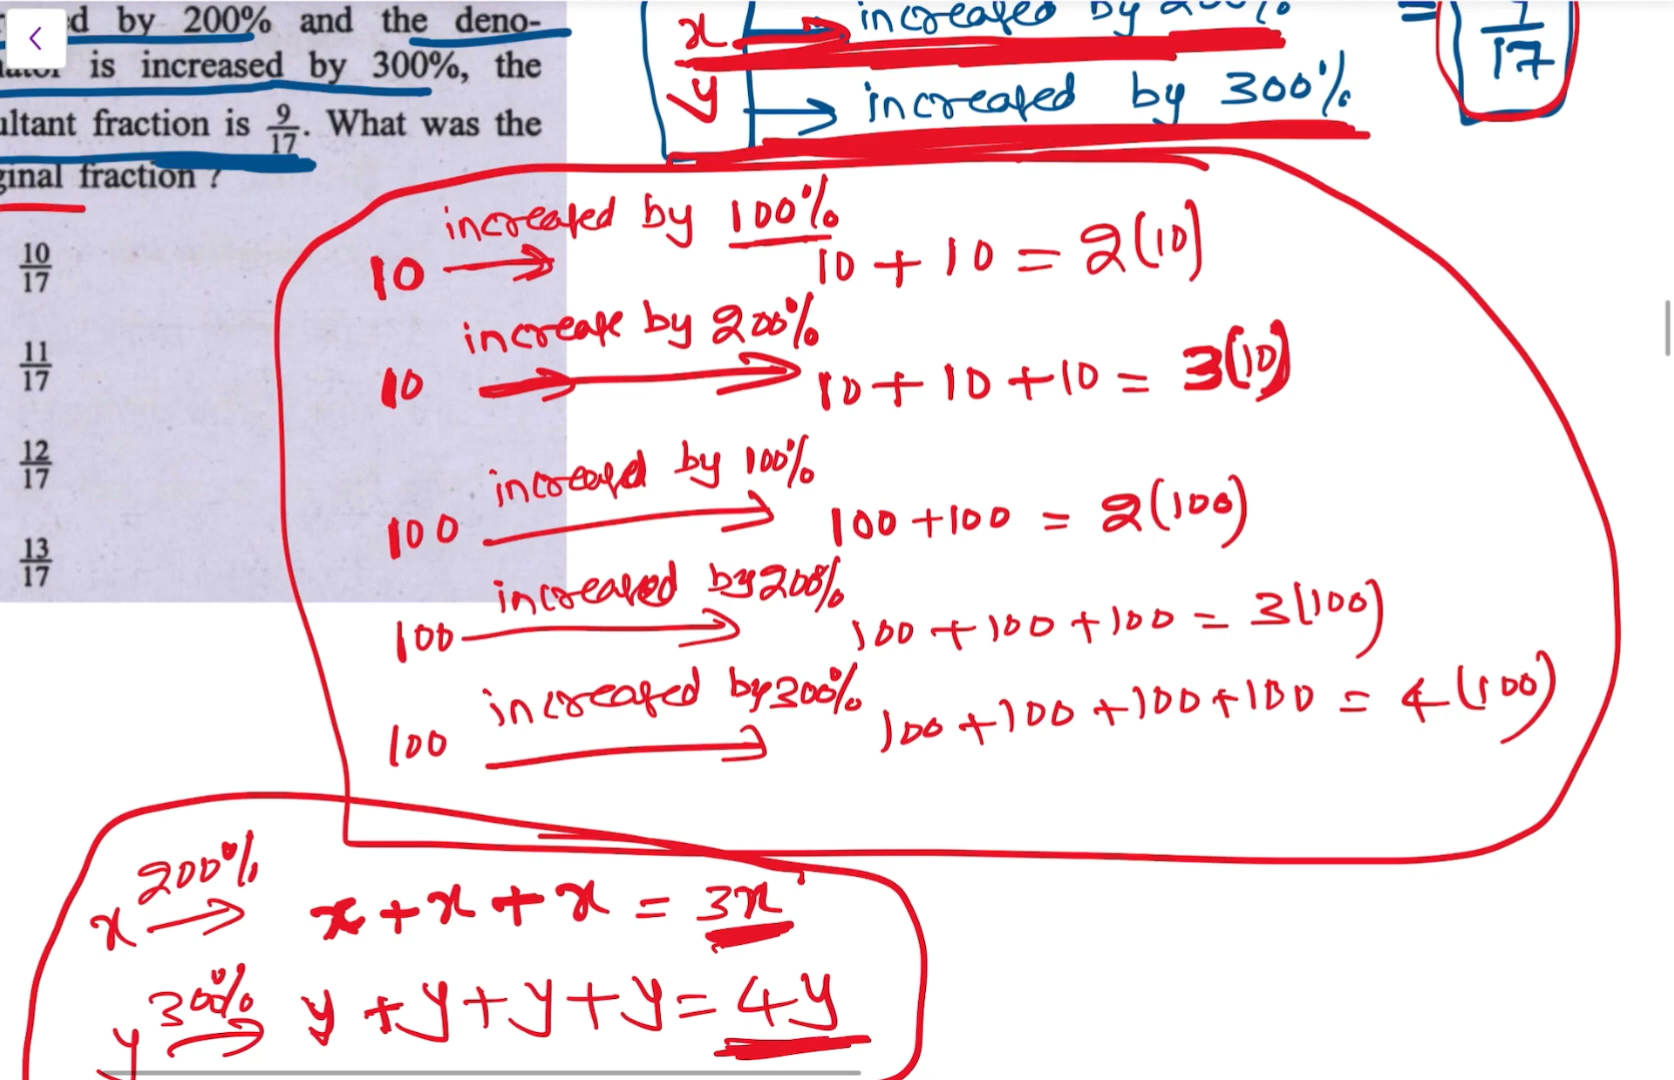 d by 200% and the deno-
is increased by 300%, the
ultant fraction is 9/17. What was the
ginal fraction ?
10/17
11/17
12/17
13/17
x → increased by 200%
y → increased by 300%
= /17
increased by 100%
10 → 10 + 10 = 2(10)
increase by 200%
10 → 10 + 10 + 10 = 3(10)
increased by 100%
100 → 100 + 100 = 2(100)
increased by 200%
100 → 100 + 100 + 100 = 3(100)
increased by 300%
100 → 100 + 100 + 100 + 100 = 4(100)
200%
x → x + x + x = 3x
300%
y → y + y + y + y = 4y